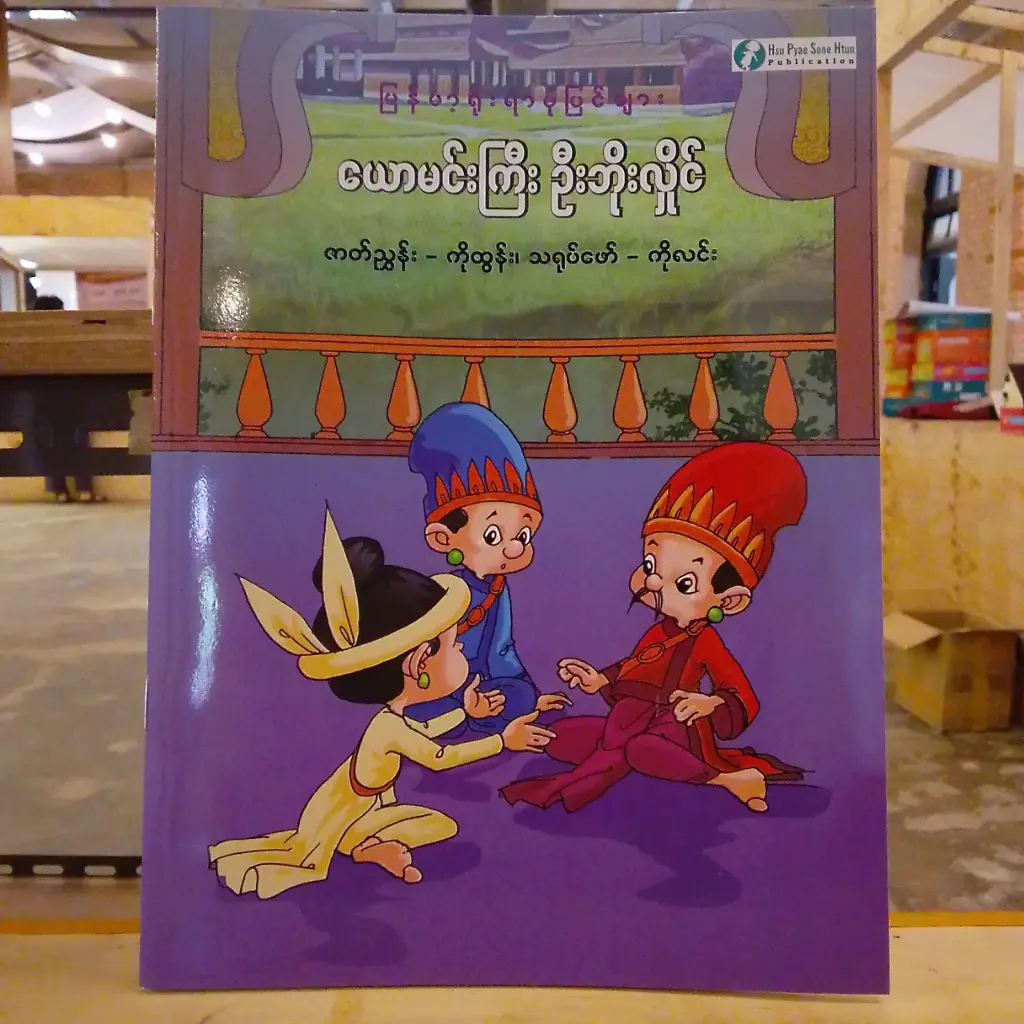 Hsu Pyae Sone Htun
Publication
မြန်မာ့ရိုးရာပုံပြင်များ
ယောမင်းကြီး ဦးဘိုးလှိုင်
ဇာတ်ညွှန်း - ကိုထွန်း၊ သရုပ်ဖော် - ကိုလင်း